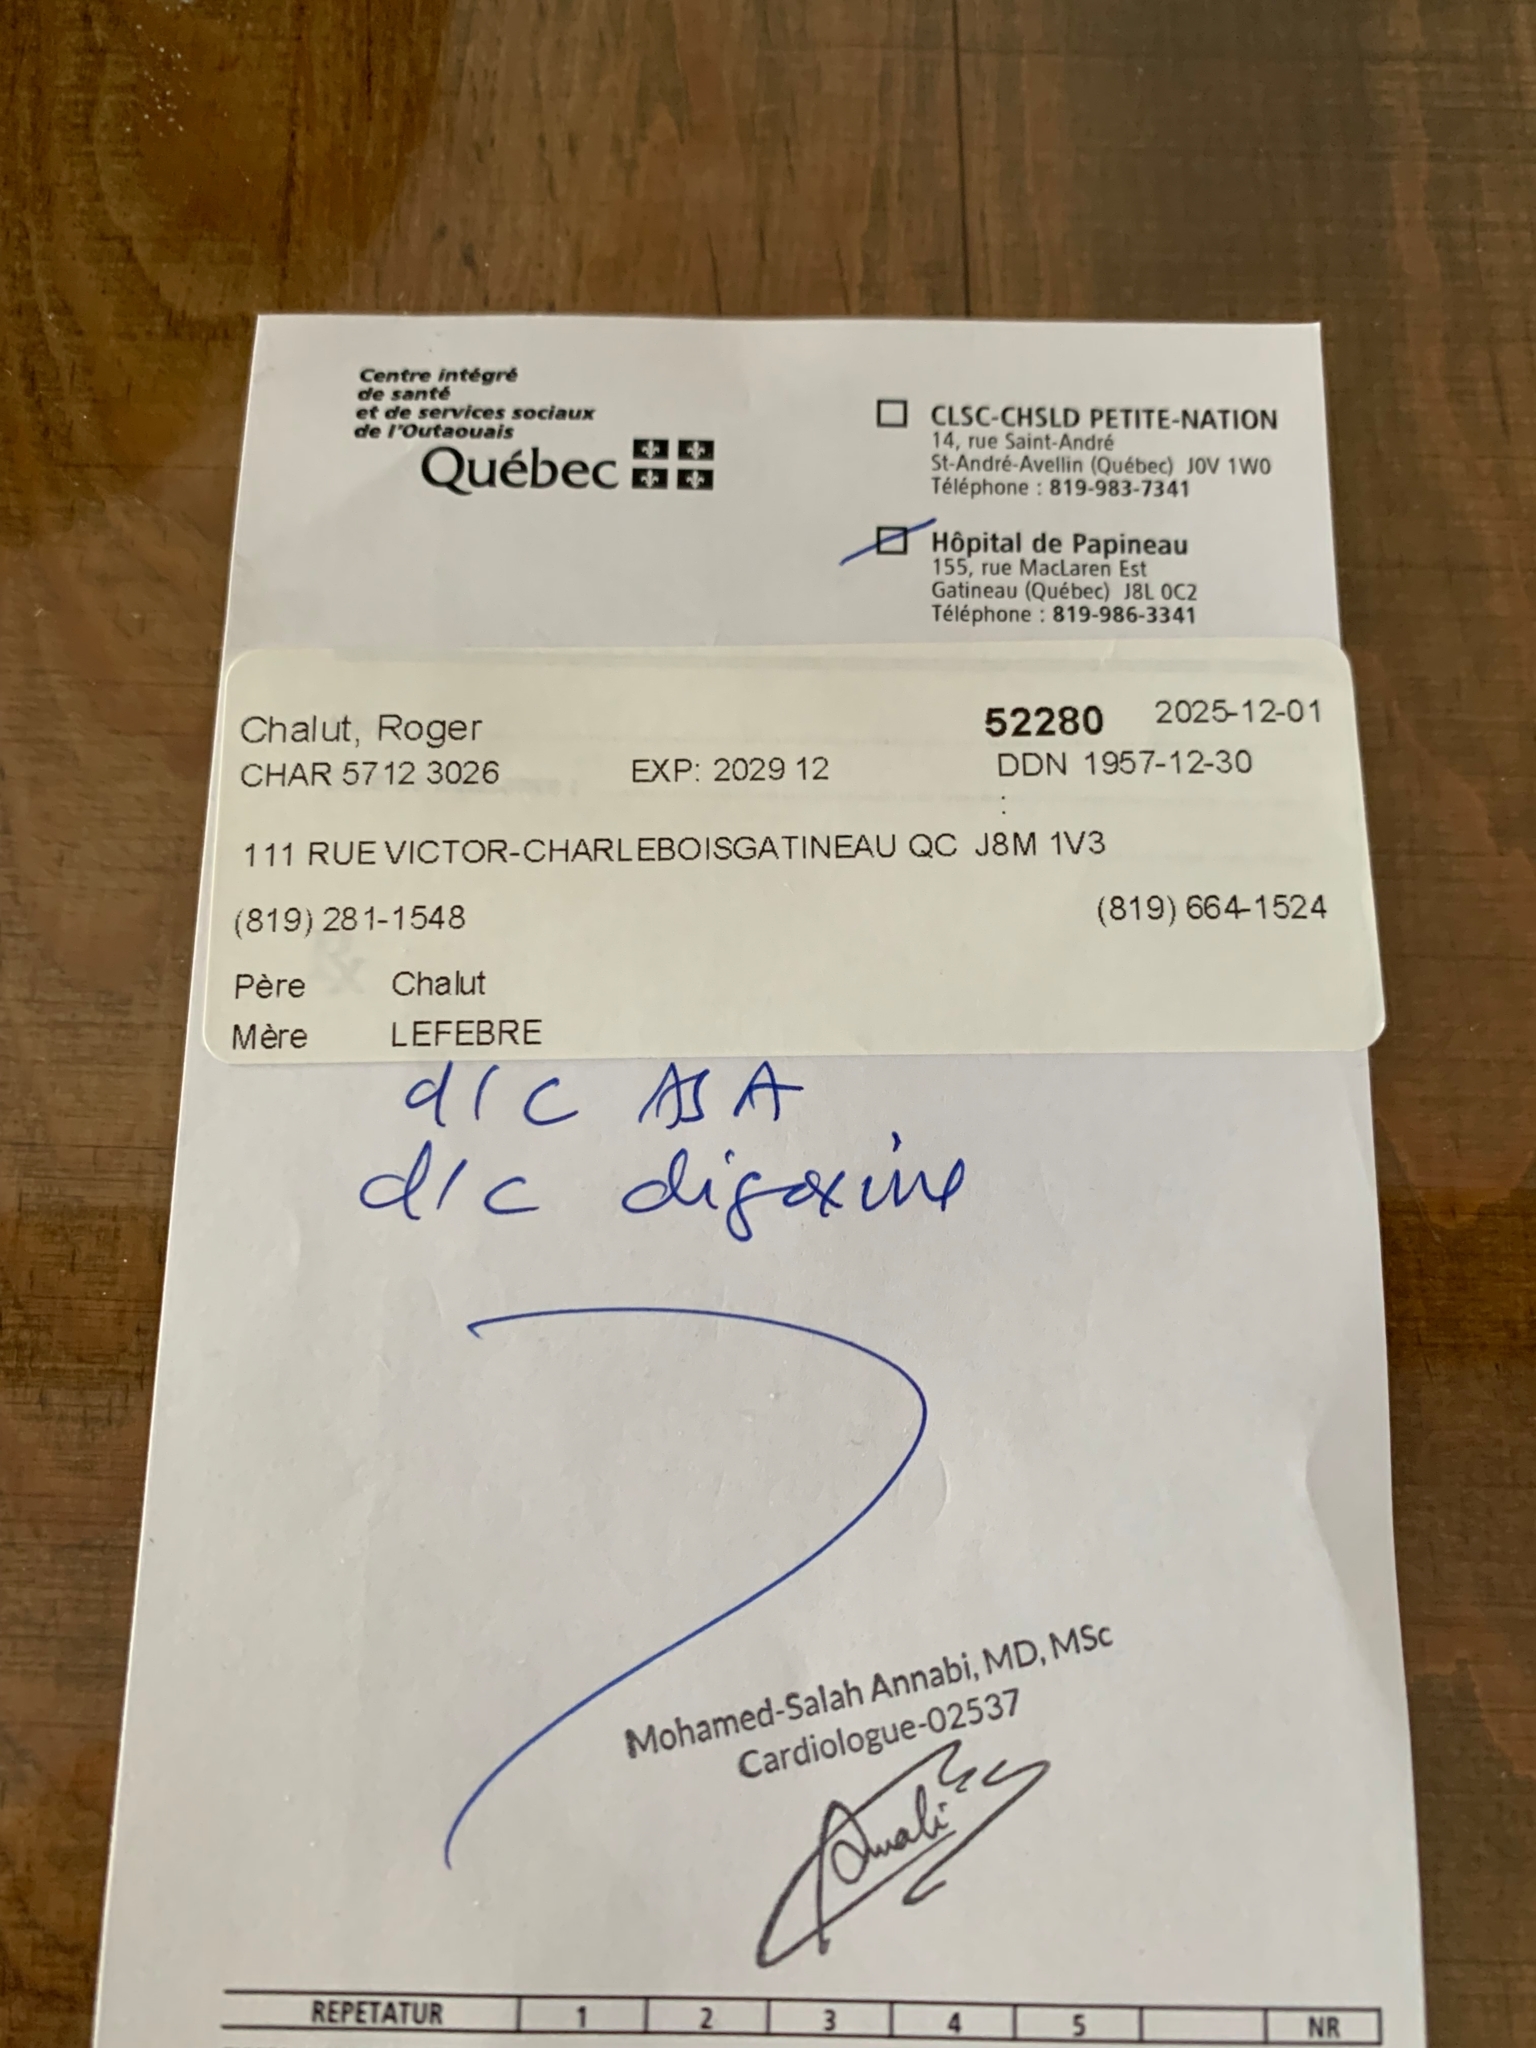 Centre intégré
de santé
et de services sociaux
de l'Outaouais
Québec
CLSC-CHSLD PETITE-NATION
14, rue Saint-André
St-André-Avellin (Québec) J0V 1W0
Téléphone : 819-983-7341
Hôpital de Papineau
155, rue MacLaren Est
Gatineau (Québec) J8L 0C2
Téléphone : 819-986-3341
Chalut, Roger 52280 2025-12-01
CHAR 5712 3026 EXP: 2029 12 DDN 1957-12-30
:
111 RUE VICTOR-CHARLEBOISGATINEAU QC J8M 1V3
(819) 281-1548 (819) 664-1524
Père Chalut
Mère LEFEBRE
d/c ASA
d/c digoxine
Mohamed-Salah Annabi, MD, MSc
Cardiologue-02537
REPETATUR 1 2 3 4 5 NR